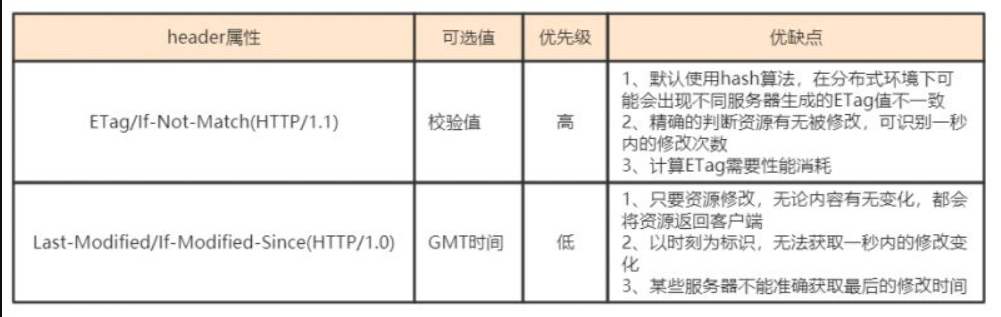 header属性 可选值 优先级 优缺点
ETag/If-Not-Match(HTTP/1.1) 校验值 高
1、默认使用hash算法，在分布式环境下可
能会出现不同服务器生成的ETag值不一致
2、精确的判断资源有无被修改，可识别一秒
内的修改次数
3、计算ETag需要性能消耗
Last-Modified/If-Modified-Since(HTTP/1.0) GMT时间 低
1、只要资源修改，无论内容有无变化，都会
将资源返回客户端
2、以时刻为标识，无法获取一秒内的修改变
化
3、某些服务器不能准确获取最后的修改时间